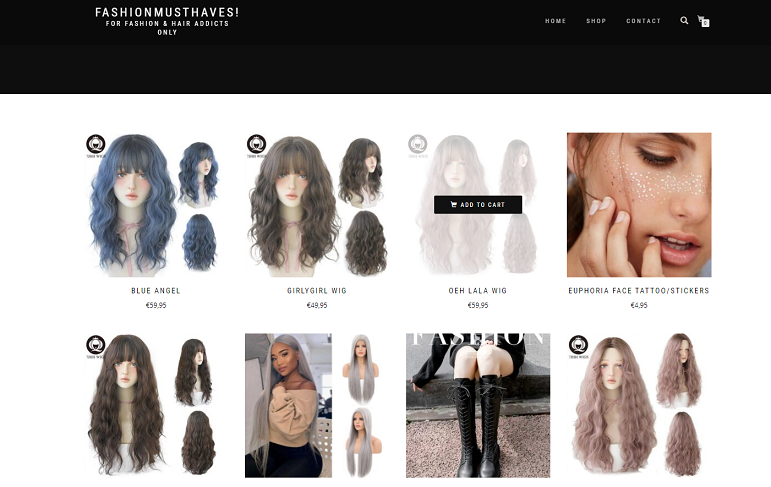 FASHIONMUSTHAVES!
FOR FASHION & HAIR ADDICTS
ONLY
HOME
SHOP
CONTACT
0
ADD TO CART
BLUE ANGEL
GIRLYGIRL WIG
OEH LALA WIG
EUPHORIA FACE TATTOO/STICKERS
€59,95
€49,95
€59,95
€4,95
FASHION